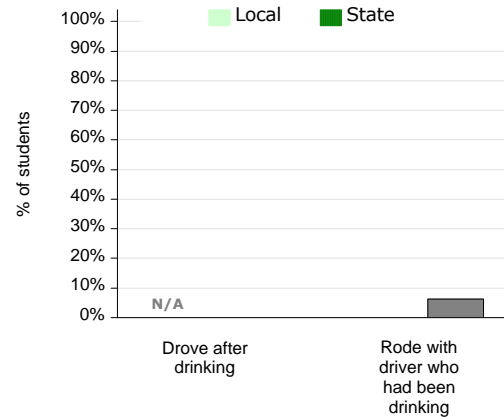 Local State
100%
90%
80%
70%
60%
50%
40%
30%
20%
10%
0%
% of students
N/A
Drove after
drinking
Rode with
driver who
had been
drinking